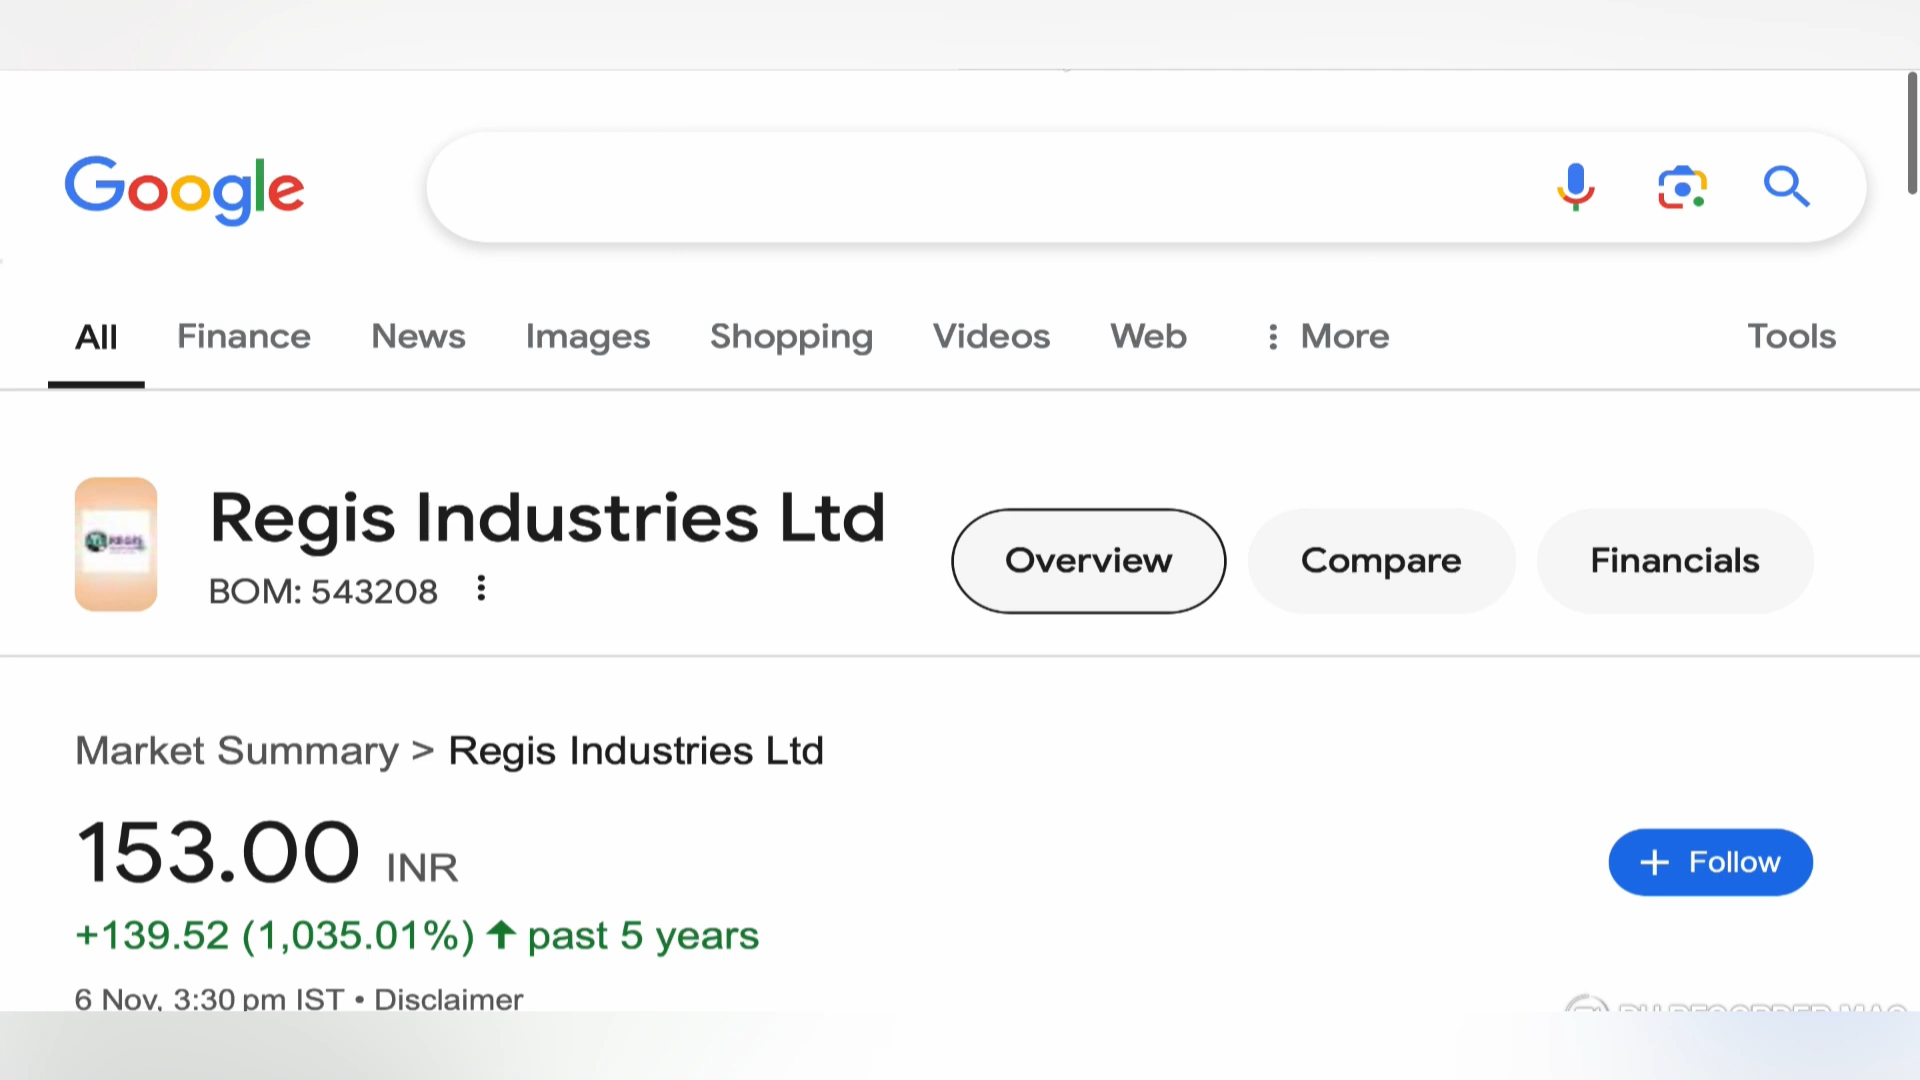 Google
All Finance News Images Shopping Videos Web More Tools
Regis Industries Ltd
BOM: 543208
Overview Compare Financials
Market Summary > Regis Industries Ltd
153.00 INR
+ Follow
+139.52 (1,035.01%) ↑ past 5 years
6 Nov, 3:30 pm IST • Disclaimer